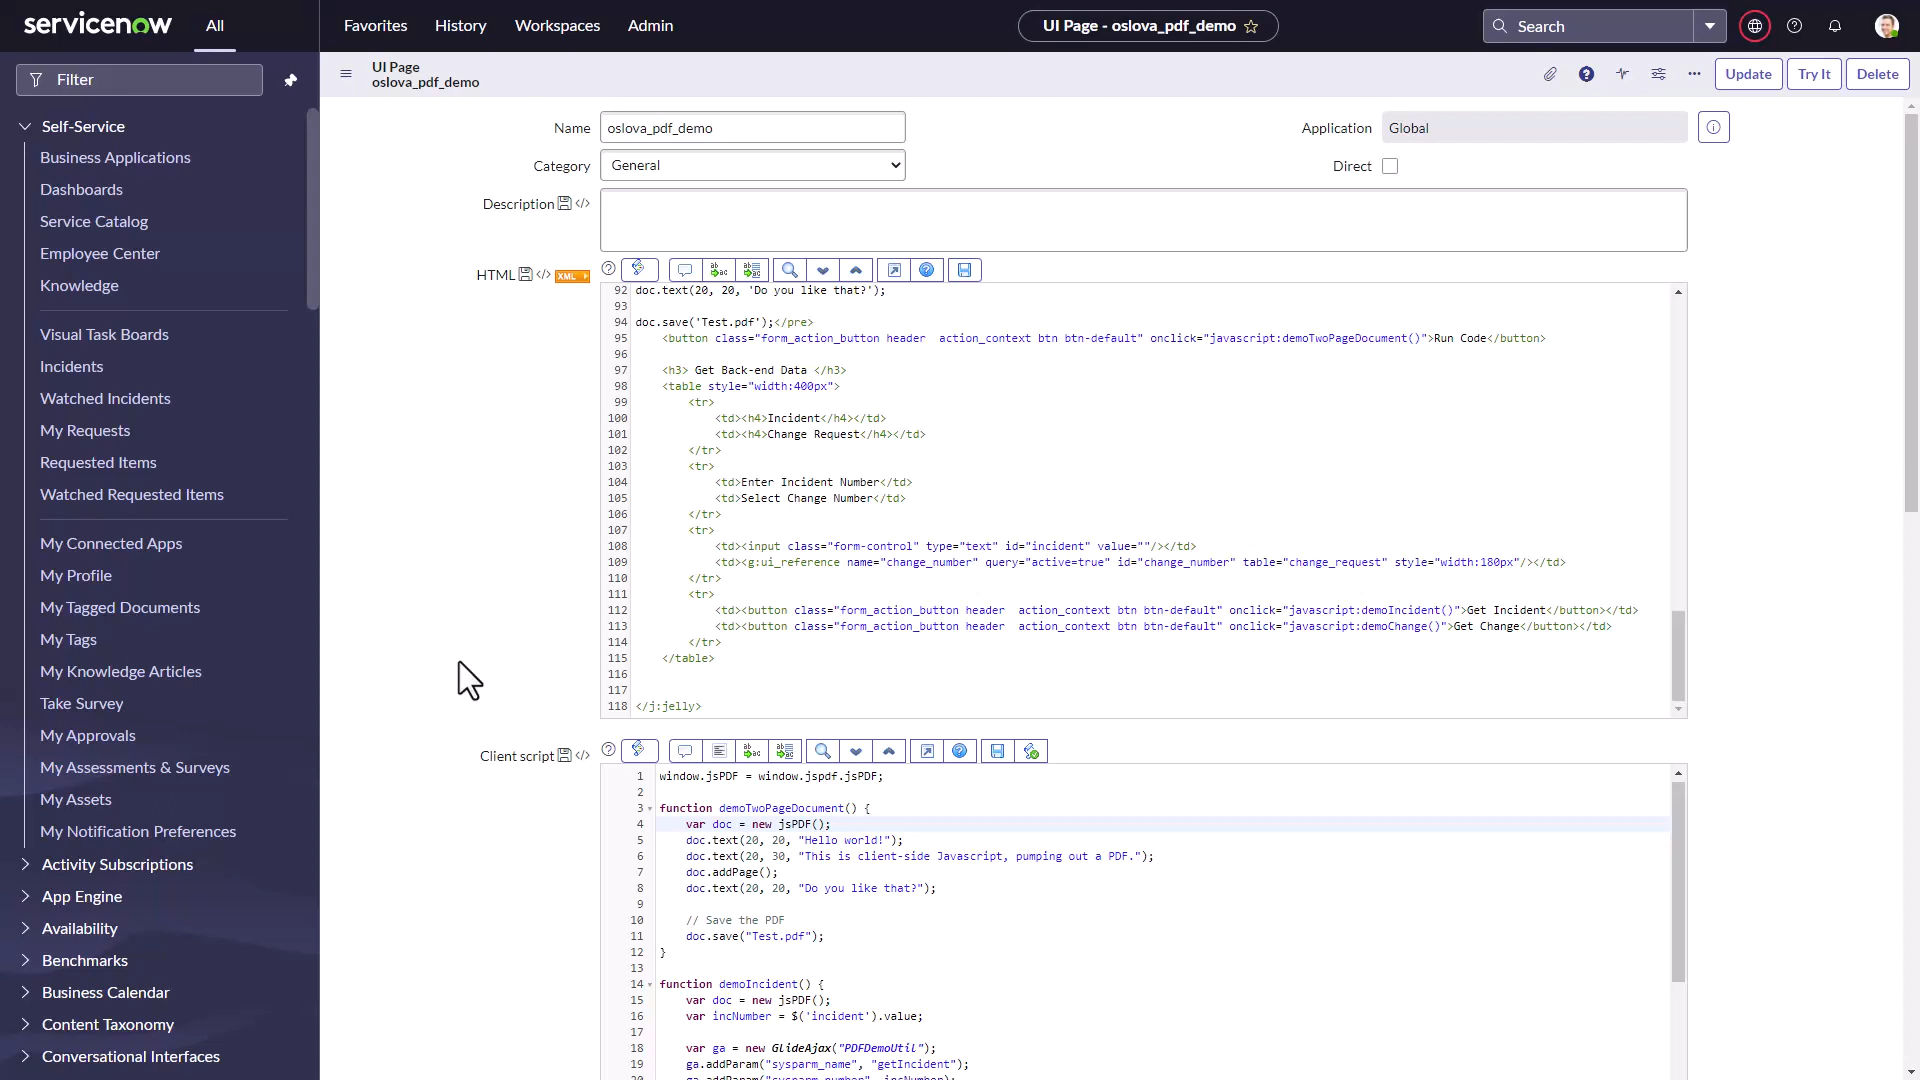 servicenow
All
Favorites
History
Workspaces
Admin
UI Page - oslova_pdf_demo
Search
Filter
UI Page
oslova_pdf_demo
Update
Try It
Delete
Self-Service
Business Applications
Dashboards
Service Catalog
Employee Center
Knowledge
Visual Task Boards
Incidents
Watched Incidents
My Requests
Requested Items
Watched Requested Items
My Connected Apps
My Profile
My Tagged Documents
My Tags
My Knowledge Articles
Take Survey
My Approvals
My Assessments & Surveys
My Assets
My Notification Preferences
Activity Subscriptions
App Engine
Availability
Benchmarks
Business Calendar
Content Taxonomy
Conversational Interfaces
Name
oslova_pdf_demo
Application
Global
Category
General
Direct
Description
HTML
XML
92 doc.text(20, 20, 'Do you like that?');
93
94 doc.save('Test.pdf');</pre>
95 <button class="form_action_button header  action_context btn btn-default" onclick="javascript:demoTwoPageDocument()">Run Code</button>
96
97 <h3> Get Back-end Data </h3>
98 <table style="width:400px">
99 <tr>
100 <td><h4>Incident</h4></td>
101 <td><h4>Change Request</h4></td>
102 </tr>
103 <tr>
104 <td>Enter Incident Number</td>
105 <td>Select Change Number</td>
106 </tr>
107 <tr>
108 <td><input class="form-control" type="text" id="incident" value=""/></td>
109 <td><g:ui_reference name="change_number" query="active=true" id="change_number" table="change_request" style="width:180px"/></td>
110 </tr>
111 <tr>
112 <td><button class="form_action_button header  action_context btn btn-default" onclick="javascript:demoIncident()">Get Incident</button></td>
113 <td><button class="form_action_button header  action_context btn btn-default" onclick="javascript:demoChange()">Get Change</button></td>
114 </tr>
115 </table>
116
117
118 </j:jelly>
Client script
1 window.jsPDF = window.jspdf.jsPDF;
2
3 function demoTwoPageDocument() {
4 var doc = new jsPDF();
5 doc.text(20, 20, "Hello world!");
6 doc.text(20, 30, "This is client-side Javascript, pumping out a PDF.");
7 doc.addPage();
8 doc.text(20, 20, "Do you like that?");
9
10 // Save the PDF
11 doc.save("Test.pdf");
12 }
13
14 function demoIncident() {
15 var doc = new jsPDF();
16 var incNumber = $('incident').value;
17
18 var ga = new GlideAjax("PDFDemoUtil");
19 ga.addParam("sysparm_name", "getIncident");
20 ga.addParam("sysparm_number", incNumber);